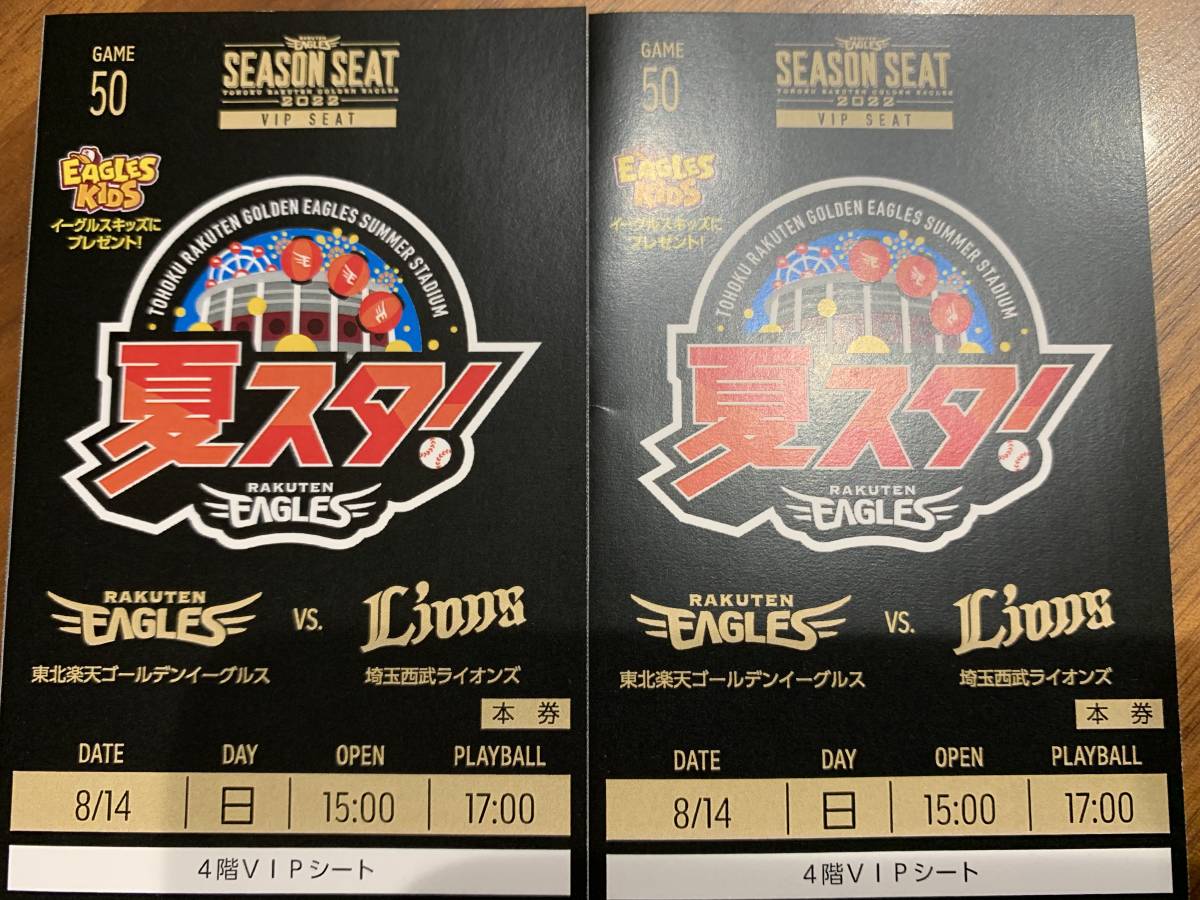 GAME
50
RAKUTEN
EAGLES
SEASON SEAT
TOHOKU RAKUTEN GOLDEN EAGLES
2022
VIP SEAT
EAGLES
KIDS
イーグルスキッズに
プレゼント!
TOHOKU RAKUTEN GOLDEN EAGLES SUMMER STADIUM
夏スタ!
RAKUTEN
EAGLES
RAKUTEN
EAGLES
VS.
Lions
東北楽天ゴールデンイーグルス
埼玉西武ライオンズ
本 券
DATE DAY OPEN PLAYBALL
8/14 日 15:00 17:00
4階VIPシート
GAME
50
RAKUTEN
EAGLES
SEASON SEAT
TOHOKU RAKUTEN GOLDEN EAGLES
2022
VIP SEAT
EAGLES
KIDS
イーグルスキッズに
プレゼント!
TOHOKU RAKUTEN GOLDEN EAGLES SUMMER STADIUM
夏スタ!
RAKUTEN
EAGLES
RAKUTEN
EAGLES
VS.
Lions
東北楽天ゴールデンイーグルス
埼玉西武ライオンズ
本 券
DATE DAY OPEN PLAYBALL
8/14 日 15:00 17:00
4階VIPシート